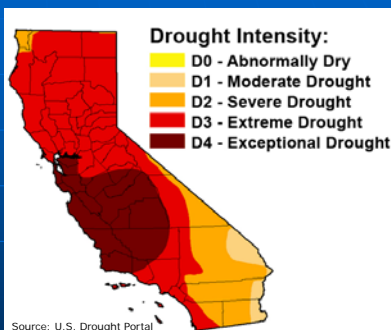 Drought Intensity:
D0 - Abnormally Dry
D1 - Moderate Drought
D2 - Severe Drought
D3 - Extreme Drought
D4 - Exceptional Drought
Source: U.S. Drought Portal